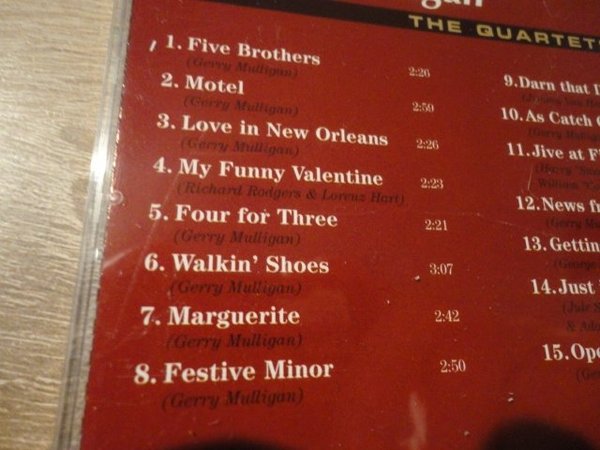 THE QUARTET
1. Five Brothers 2:26
(Gerry Mulligan)
2. Motel 2:59
(Gerry Mulligan)
3. Love in New Orleans 2:26
(Gerry Mulligan)
4. My Funny Valentine 2:23
(Richard Rodgers & Lorenz Hart)
5. Four for Three 2:21
(Gerry Mulligan)
6. Walkin' Shoes 3:07
(Gerry Mulligan)
7. Marguerite 2:42
(Gerry Mulligan)
8. Festive Minor 2:50
(Gerry Mulligan)
9. Darn that
10. As Catch
11. Jive at
12. News
13.
14. Just
15.